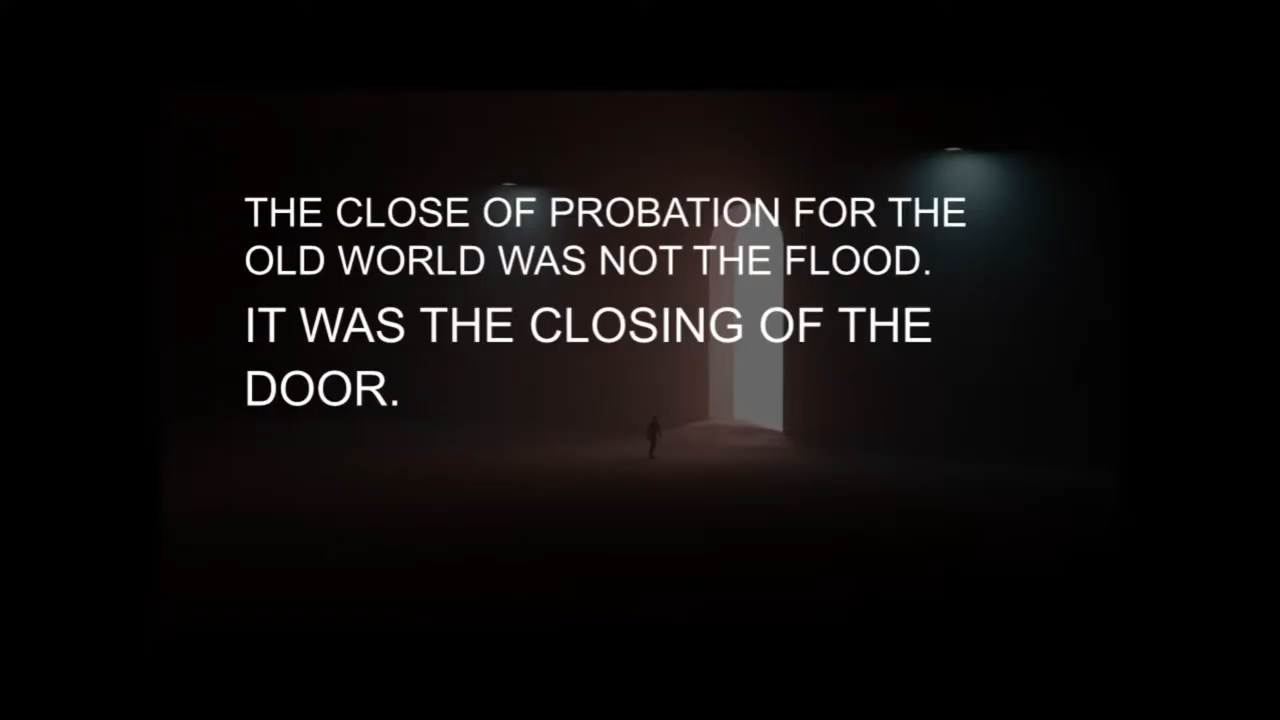 THE CLOSE OF PROBATION FOR THE
OLD WORLD WAS NOT THE FLOOD.
IT WAS THE CLOSING OF THE
DOOR.